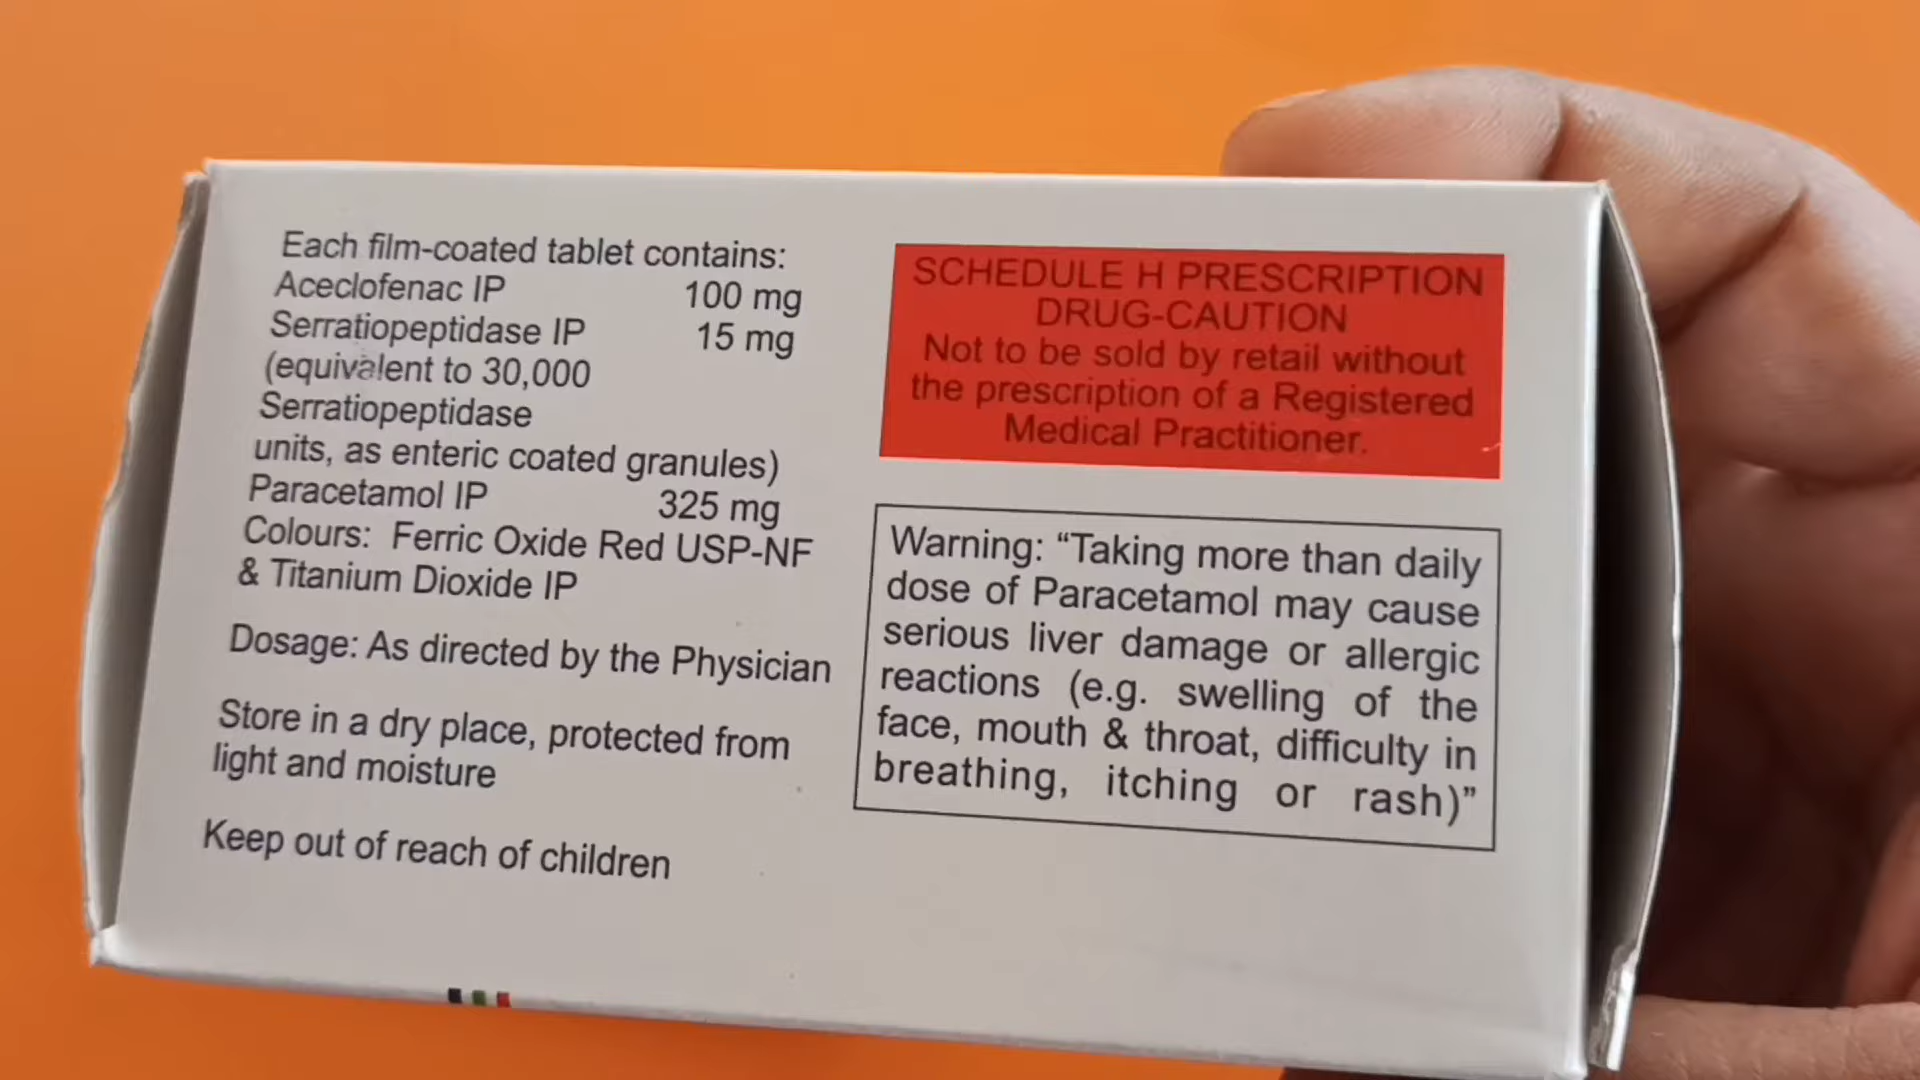 Each film-coated tablet contains:
Aceclofenac IP 100 mg
Serratiopeptidase IP 15 mg
(equivalent to 30,000
Serratiopeptidase
units, as enteric coated granules)
Paracetamol IP 325 mg
Colours: Ferric Oxide Red USP-NF
& Titanium Dioxide IP
Dosage: As directed by the Physician
Store in a dry place, protected from
light and moisture
Keep out of reach of children
SCHEDULE H PRESCRIPTION
DRUG-CAUTION
Not to be sold by retail without
the prescription of a Registered
Medical Practitioner.
Warning: “Taking more than daily
dose of Paracetamol may cause
serious liver damage or allergic
reactions (e.g. swelling of the
face, mouth & throat, difficulty in
breathing, itching or rash)”